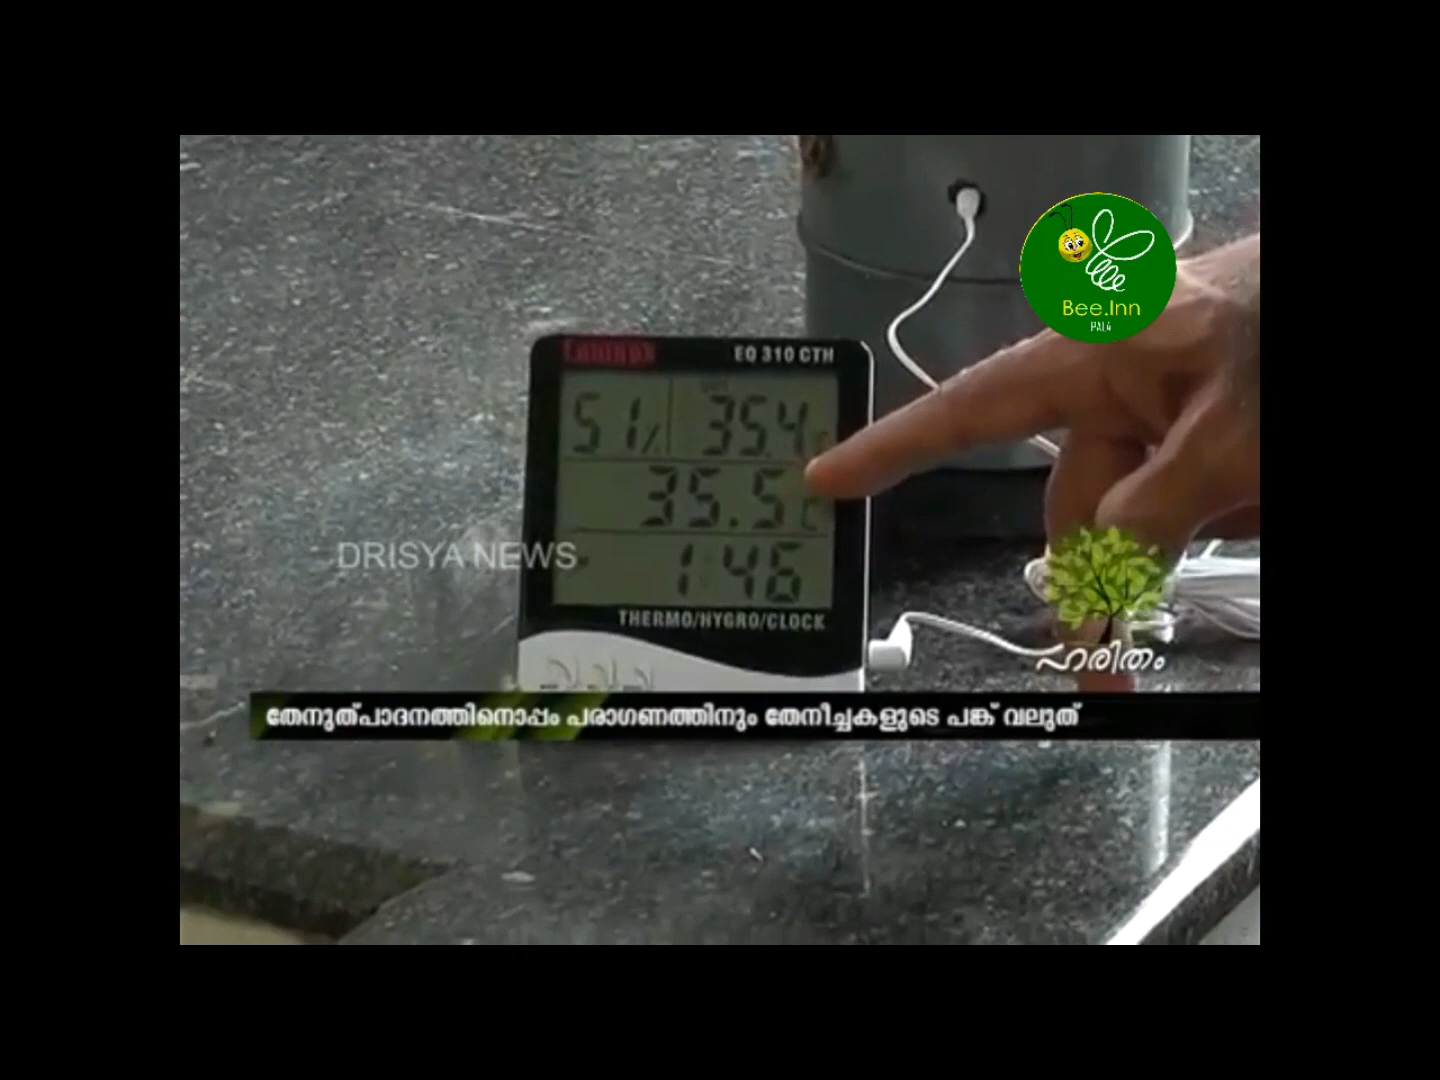 Bee.Inn
PALA
EQ 310 CTH
51% 35.4
35.5°C
1:46
DRISYA NEWS
THERMO/HYGRO/CLOCK
ഹരിതം
തേനുത്പാദനത്തിനൊപ്പം പരാഗണത്തിനും തേനീച്ചകളുടെ പങ്ക് വലുത്